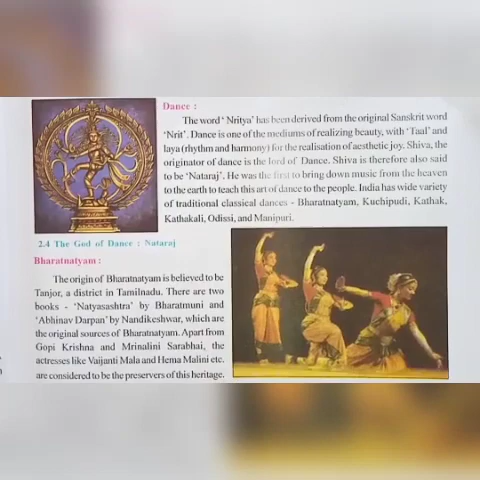 Dance :
The word ‘ Nritya’ has been derived from the original Sanskrit word
‘Nrit’. Dance is one of the mediums of realizing beauty, with ‘Taal’ and
laya (rhythm and harmony) for the realisation of aesthetic joy. Shiva, the
originator of dance is the lord of Dance. Shiva is therefore also said
to be ‘Nataraj’. He was the first to bring down music from the heaven
to the earth to teach this art of dance to the people. India has wide variety
of traditional classical dances - Bharatnatyam, Kuchipudi, Kathak,
Kathakali, Odissi, and Manipuri.
2.4 The God of Dance : Nataraj
Bharatnatyam :
The origin of Bharatnatyam is believed to be
Tanjor, a district in Tamilnadu. There are two
books - ‘Natyasashtra’ by Bharatmuni and
‘Abhinav Darpan’ by Nandikeshwar, which are
the original sources of Bharatnatyam. Apart from
Gopi Krishna and Mrinalini Sarabhai, the
actresses like Vaijanti Mala and Hema Malini etc.
are considered to be the preservers of this heritage.